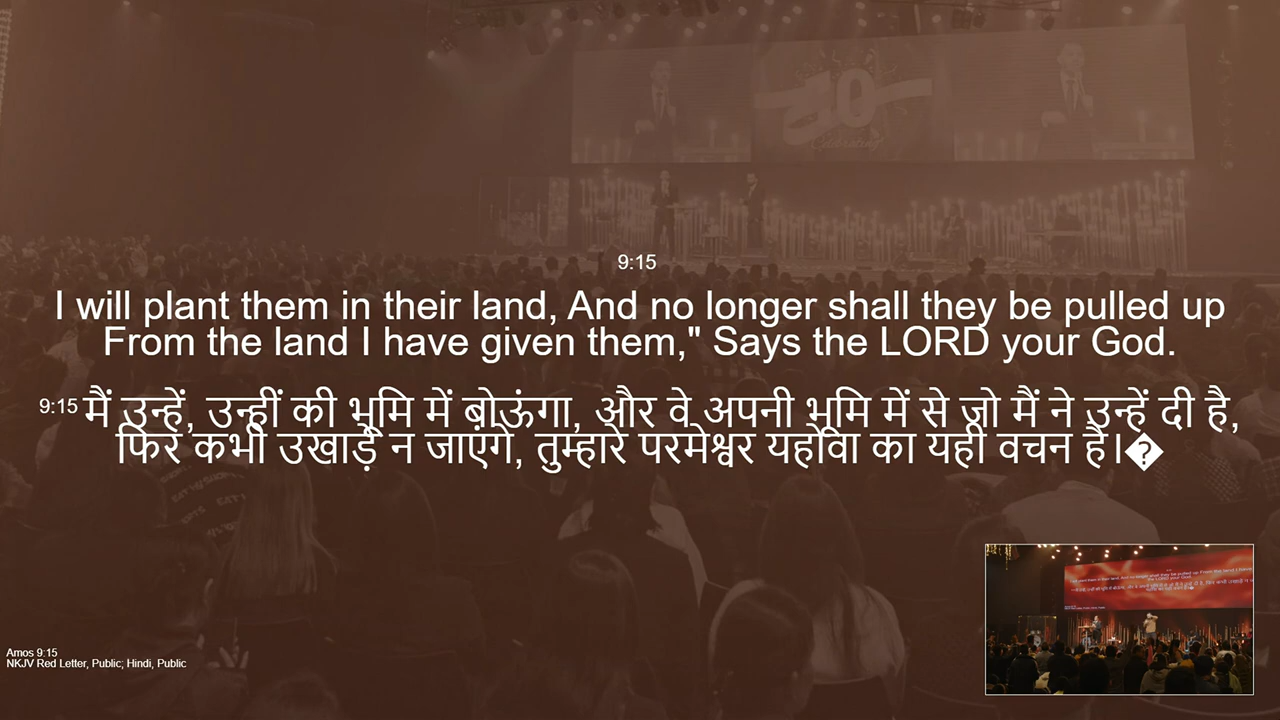 10
Celebrating
9:15
I will plant them in their land, And no longer shall they be pulled up
From the land I have given them," Says the LORD your God.
9:15 मैं उन्हें, उन्हीं की भूमि में बोऊंगा, और वे अपनी भूमि में से जो मैं ने उन्हें दी है,
फिर कभी उखाड़े न जाएंगे, तुम्हारे परमेश्वर यहोवा का यही वचन है।�
Amos 9:15
NKJV Red Letter, Public; Hindi, Public